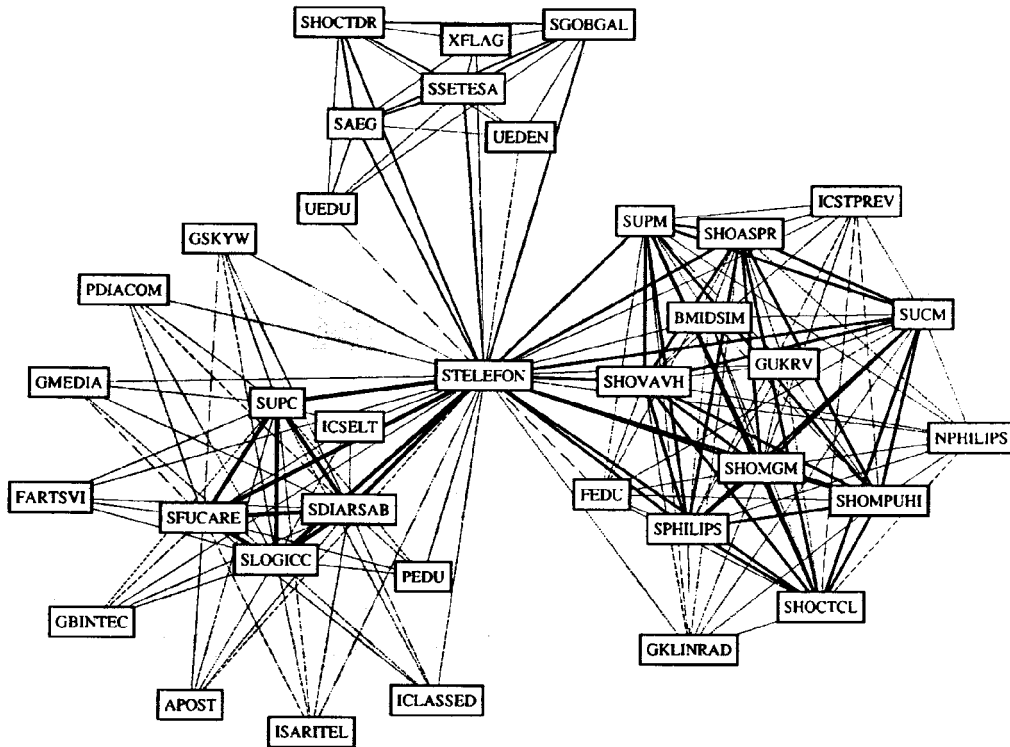 SHOCTDR
XFLAG
SGOBGAL
SSETESA
SAEG
UEDEN
UEDU
GSKYW
PDIACOM
GMEDIA
SUPC
ICSELT
FARTSVI
SFUCARE
SDIARSAB
SLOGICC
PEDU
GBINTEC
APOST
ISARITEL
ICLASSED
STELEFON
SUPM
SHOASPR
ICSTPREV
BMIDSIM
SUCM
SHOVAVH
GUKRV
NPHILIPS
SHOMGM
FEDU
SPHILIPS
SHOMPUHI
SHOCTCL
GKLINRAD